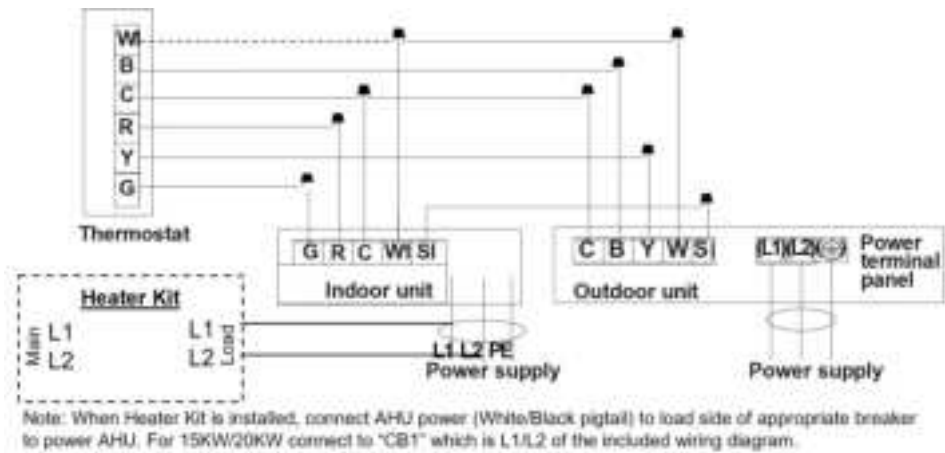 W1
B
C
R
Y
G
Thermostat
G R C W1 S1
Indoor unit
C B Y W S
Outdoor unit
(L1)(L2)
Power
terminal
panel
Heater Kit
Main
L1
L2
L1
L2
Load
L1 L2 PE
Power supply
Power supply
Note: When Heater Kit is installed, connect AHU power (White/Black pigtail) to load side of appropriate breaker
to power AHU. For 15KW/20KW connect to "CB1" which is L1/L2 of the included wiring diagram.